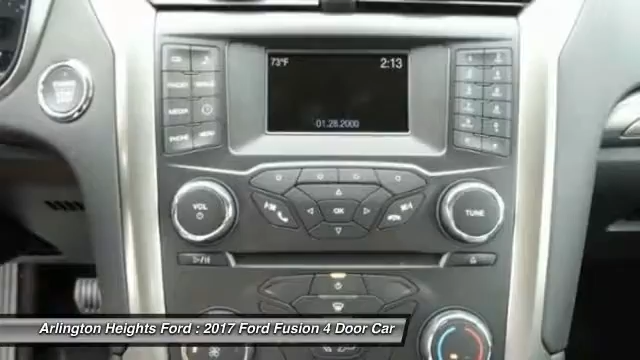 73°F
2:13
01.28.2000
RADIO
MEDIA
PHONE
MENU
VOL
OK
TUNE
Arlington Heights Ford : 2017 Ford Fusion 4 Door Car